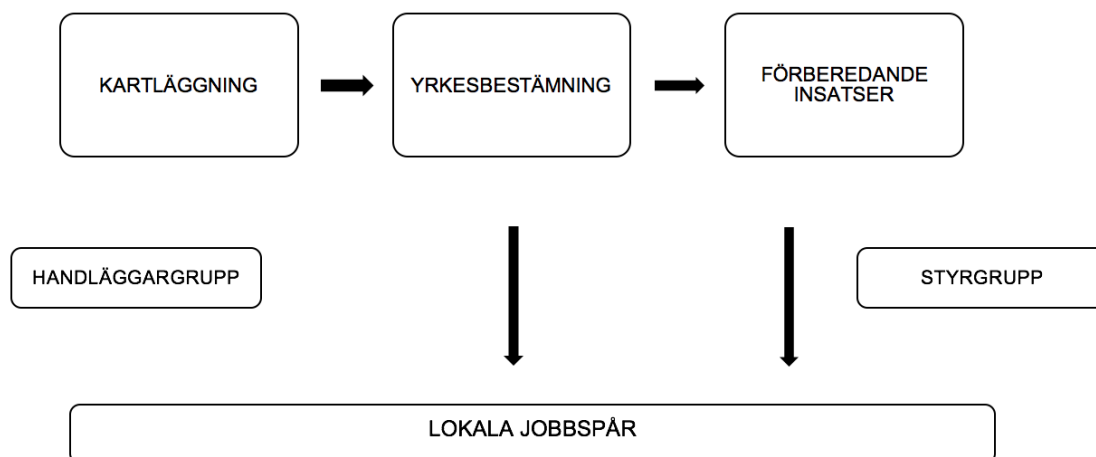 KARTLÄGGNING
YRKESBESTÄMNING
FÖRBEREDANDE
INSATSER
HANDLÄGGARGRUPP
STYRGRUPP
LOKALA JOBBSPÅR